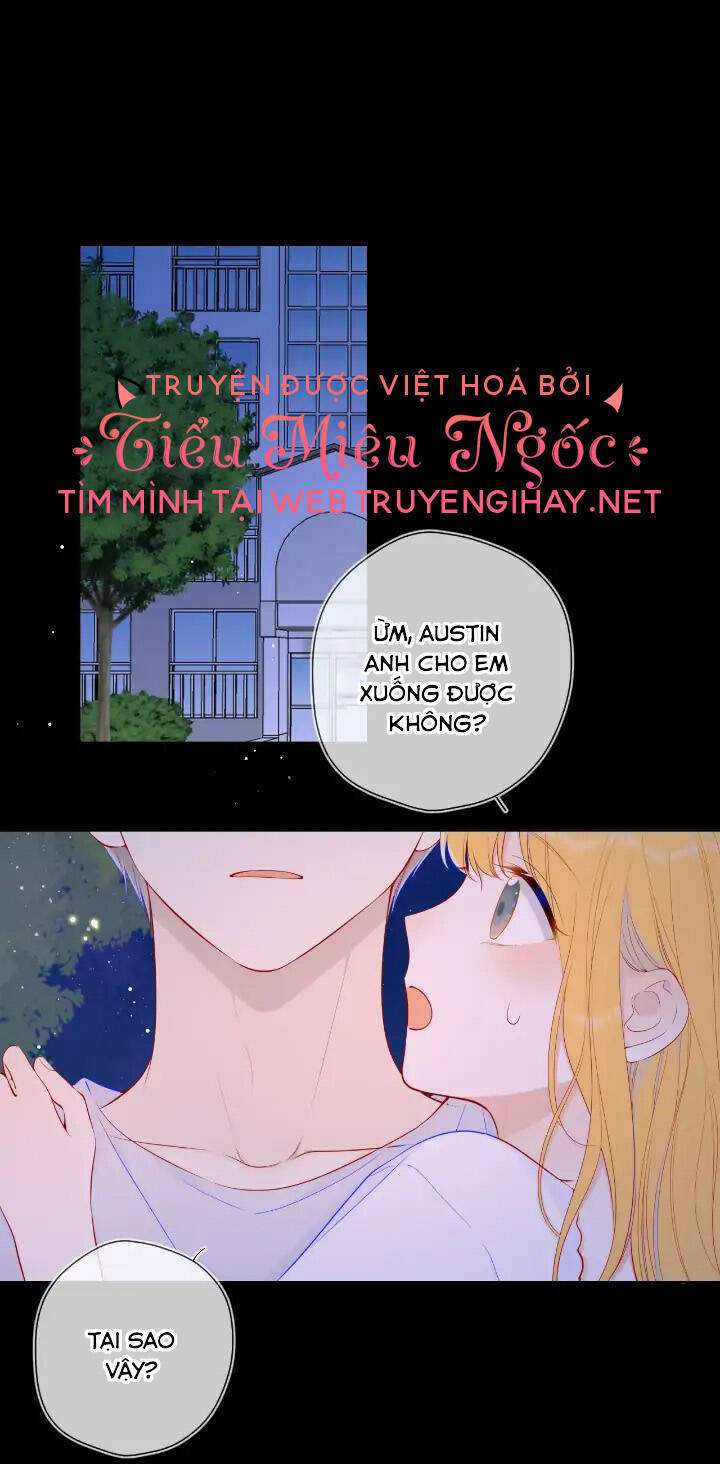 TRUYỆN ĐƯỢC VIỆT HOÁ BỞI
Tiểu Miêu Ngốc
TÌM MÌNH TẠI WEB TRUYENGIHAY.NET
ỪM, AUSTIN
ANH CHO EM
XUỐNG ĐƯỢC
KHÔNG?
TẠI SAO
VẬY?